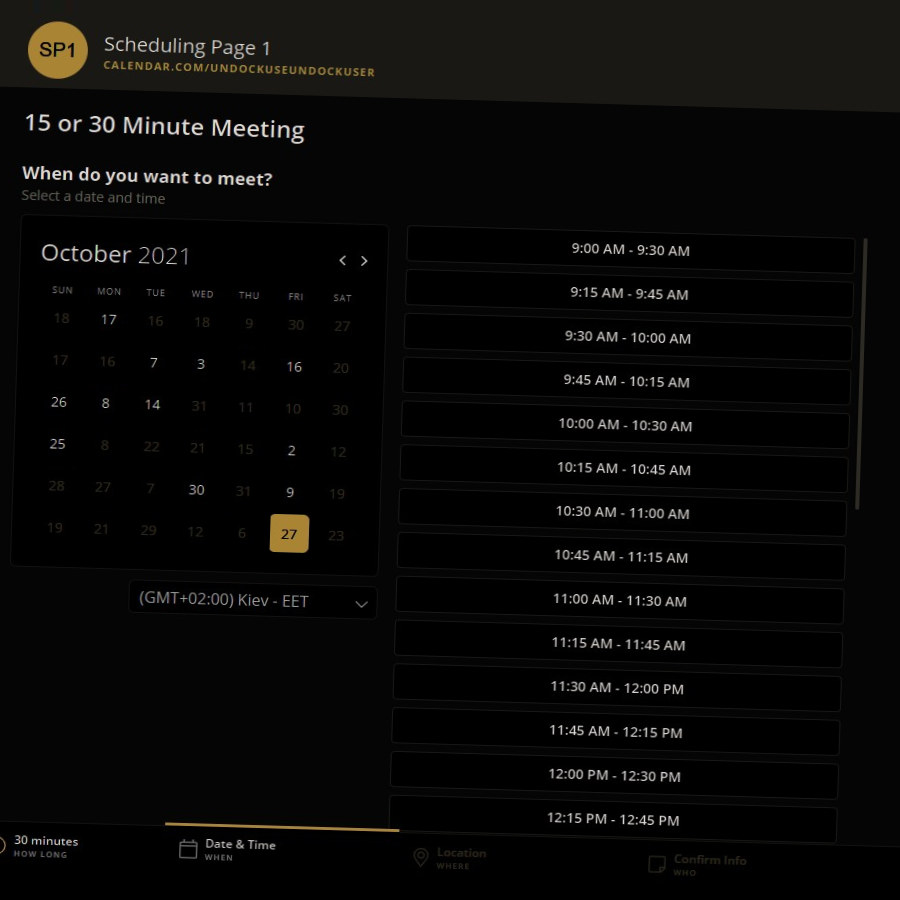 SP1
Scheduling Page 1
CALENDAR.COM/UNDOCKUSEUNDOCKUSER
15 or 30 Minute Meeting
When do you want to meet?
Select a date and time
October 2021
SUN MON TUE WED THU FRI SAT
18 17 16 18 9 30 27
17 16 7 3 14 16 20
26 8 14 31 11 10 30
25 8 22 21 15 2 12
28 27 7 30 31 9 19
19 21 29 12 6 27 23
(GMT+02:00) Kiev - EET
9:00 AM - 9:30 AM
9:15 AM - 9:45 AM
9:30 AM - 10:00 AM
9:45 AM - 10:15 AM
10:00 AM - 10:30 AM
10:15 AM - 10:45 AM
10:30 AM - 11:00 AM
10:45 AM - 11:15 AM
11:00 AM - 11:30 AM
11:15 AM - 11:45 AM
11:30 AM - 12:00 PM
11:45 AM - 12:15 PM
12:00 PM - 12:30 PM
12:15 PM - 12:45 PM
30 minutes
HOW LONG
Date & Time
WHEN
Location
WHERE
Confirm Info
WHO